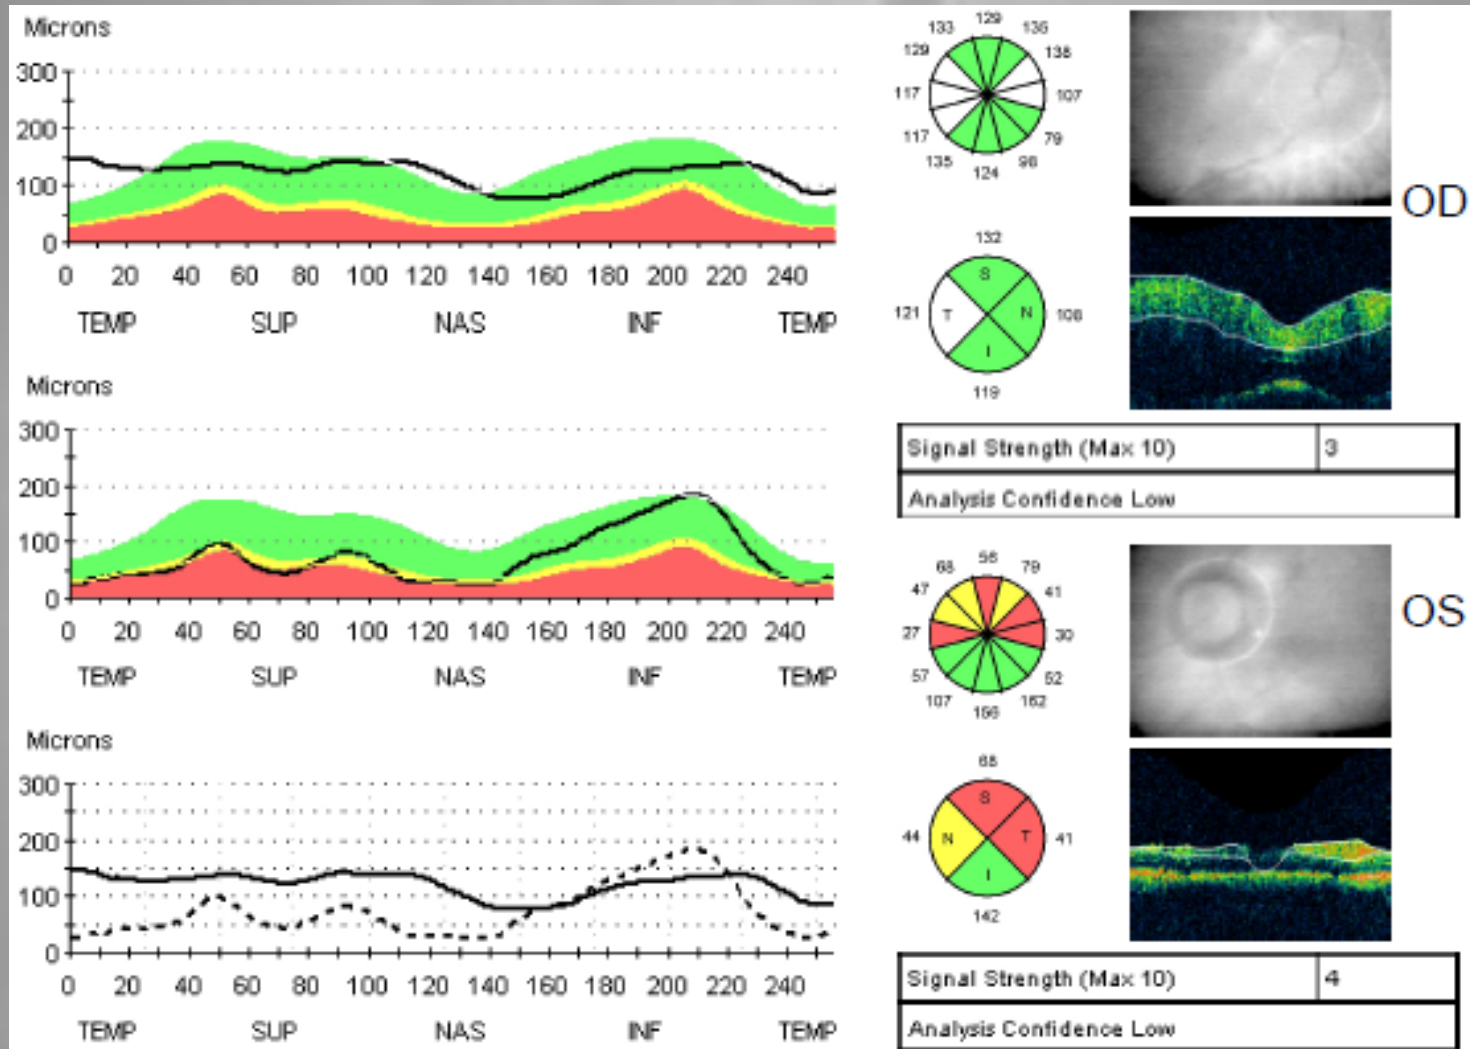 Microns
300
200
100
0
0 20 40 60 80 100 120 140 160 180 200 220 240
TEMP SUP NAS INF TEMP
129
133 135
129 138
117 107
117 79
135 98
124
132
S
121 T N 108
I
119
OD
Signal Strength (Max 10) 3
Analysis Confidence Low
Microns
300
200
100
0
0 20 40 60 80 100 120 140 160 180 200 220 240
TEMP SUP NAS INF TEMP
56
68 79
47 41
27 30
57 52
107 162
156
OS
Microns
300
200
100
0
0 20 40 60 80 100 120 140 160 180 200 220 240
TEMP SUP NAS INF TEMP
68
S
44 N T 41
I
142
Signal Strength (Max 10) 4
Analysis Confidence Low